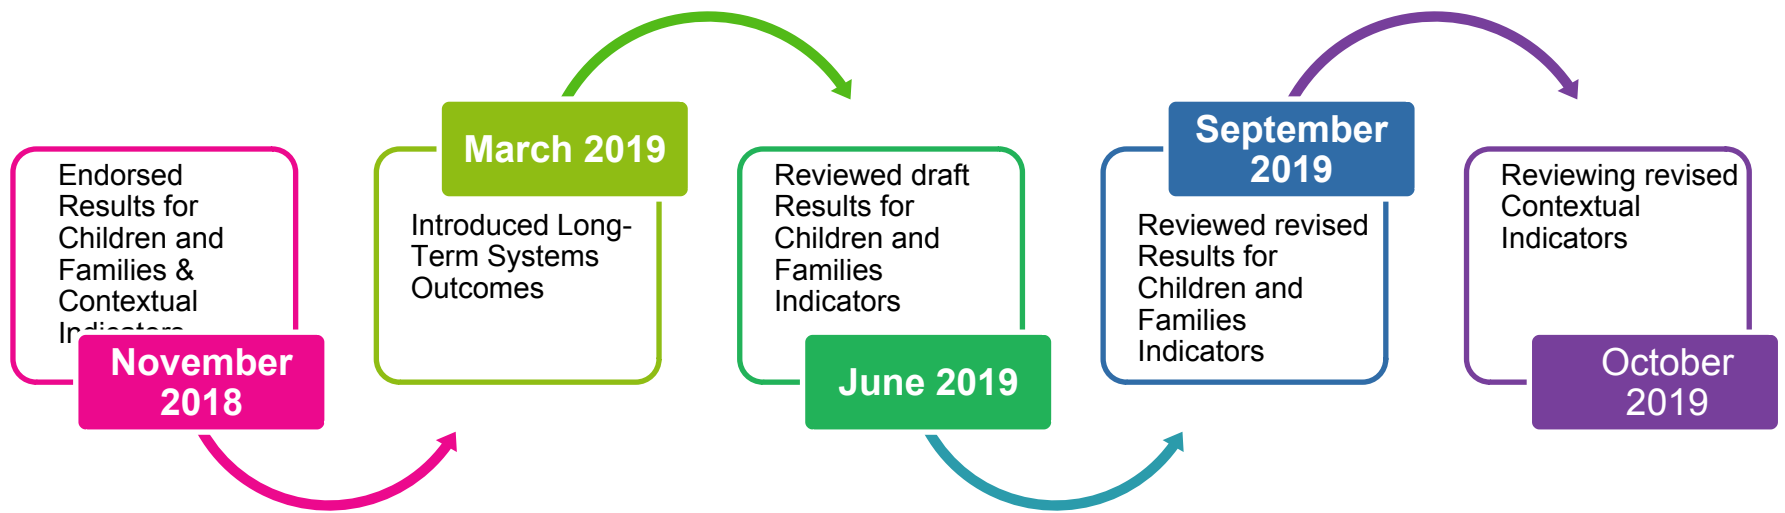 Endorsed
Results for
Children and
Families &
Contextual
Indicators
November
2018
March 2019
Introduced Long-
Term Systems
Outcomes
Reviewed draft
Results for
Children and
Families
Indicators
June 2019
September
2019
Reviewed revised
Results for
Children and
Families
Indicators
Reviewing revised
Contextual
Indicators
October
2019